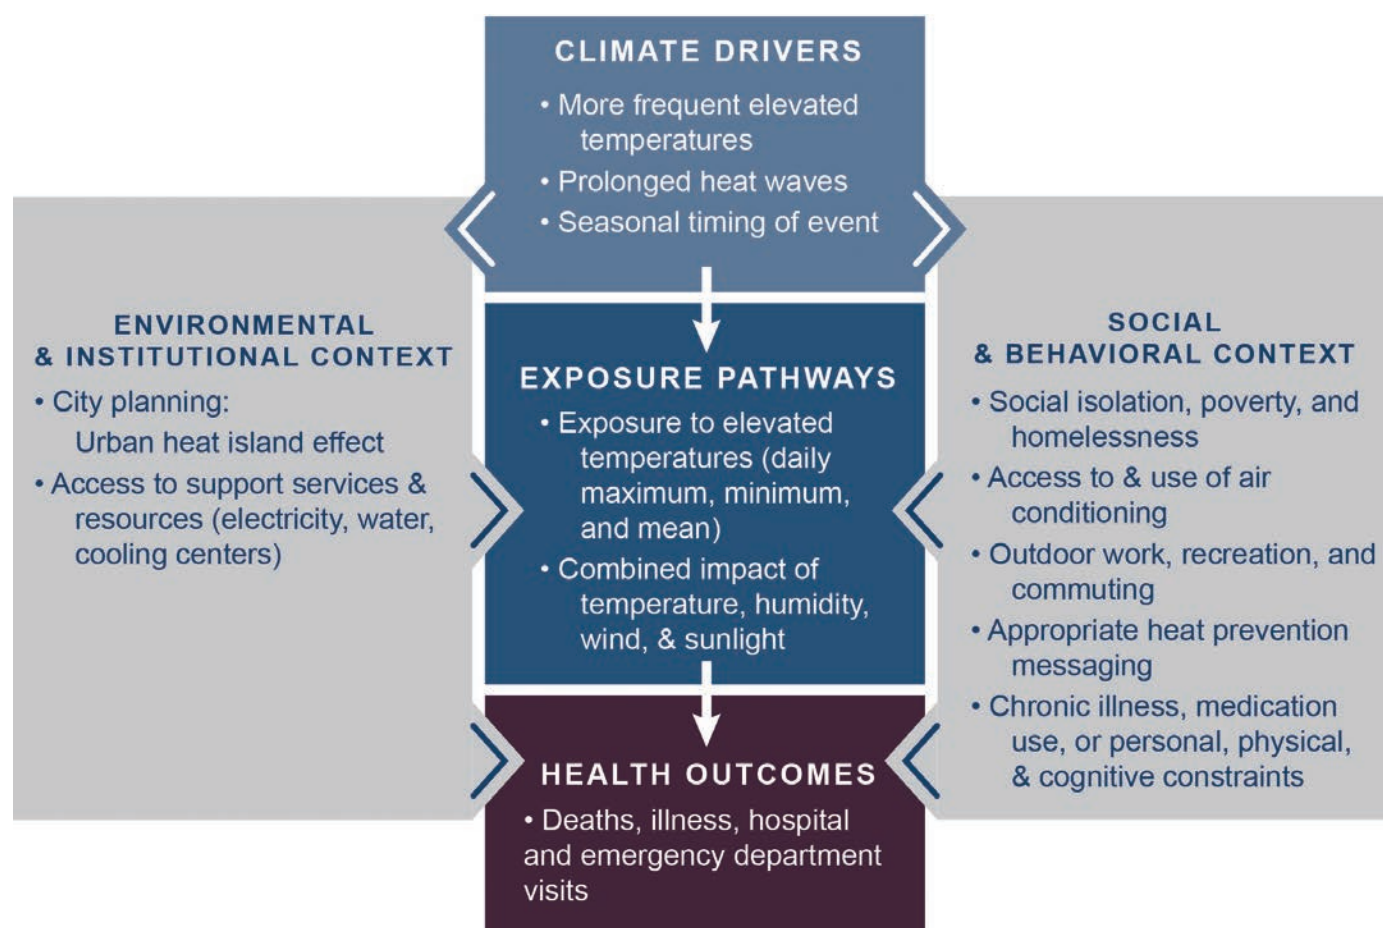 CLIMATE DRIVERS
• More frequent elevated
temperatures
• Prolonged heat waves
• Seasonal timing of event
ENVIRONMENTAL
& INSTITUTIONAL CONTEXT
• City planning:
Urban heat island effect
• Access to support services &
resources (electricity, water,
cooling centers)
EXPOSURE PATHWAYS
• Exposure to elevated
temperatures (daily
maximum, minimum,
and mean)
• Combined impact of
temperature, humidity,
wind, & sunlight
SOCIAL
& BEHAVIORAL CONTEXT
• Social isolation, poverty, and
homelessness
• Access to & use of air
conditioning
• Outdoor work, recreation, and
commuting
• Appropriate heat prevention
messaging
• Chronic illness, medication
use, or personal, physical,
& cognitive constraints
HEALTH OUTCOMES
• Deaths, illness, hospital
and emergency department
visits